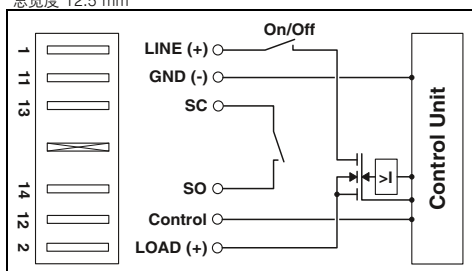 总宽度 12.5 mm
On/Off
1 LINE (+)
11 GND (-)
13 SC
14 SO
12 Control
2 LOAD (+)
>I
Control Unit